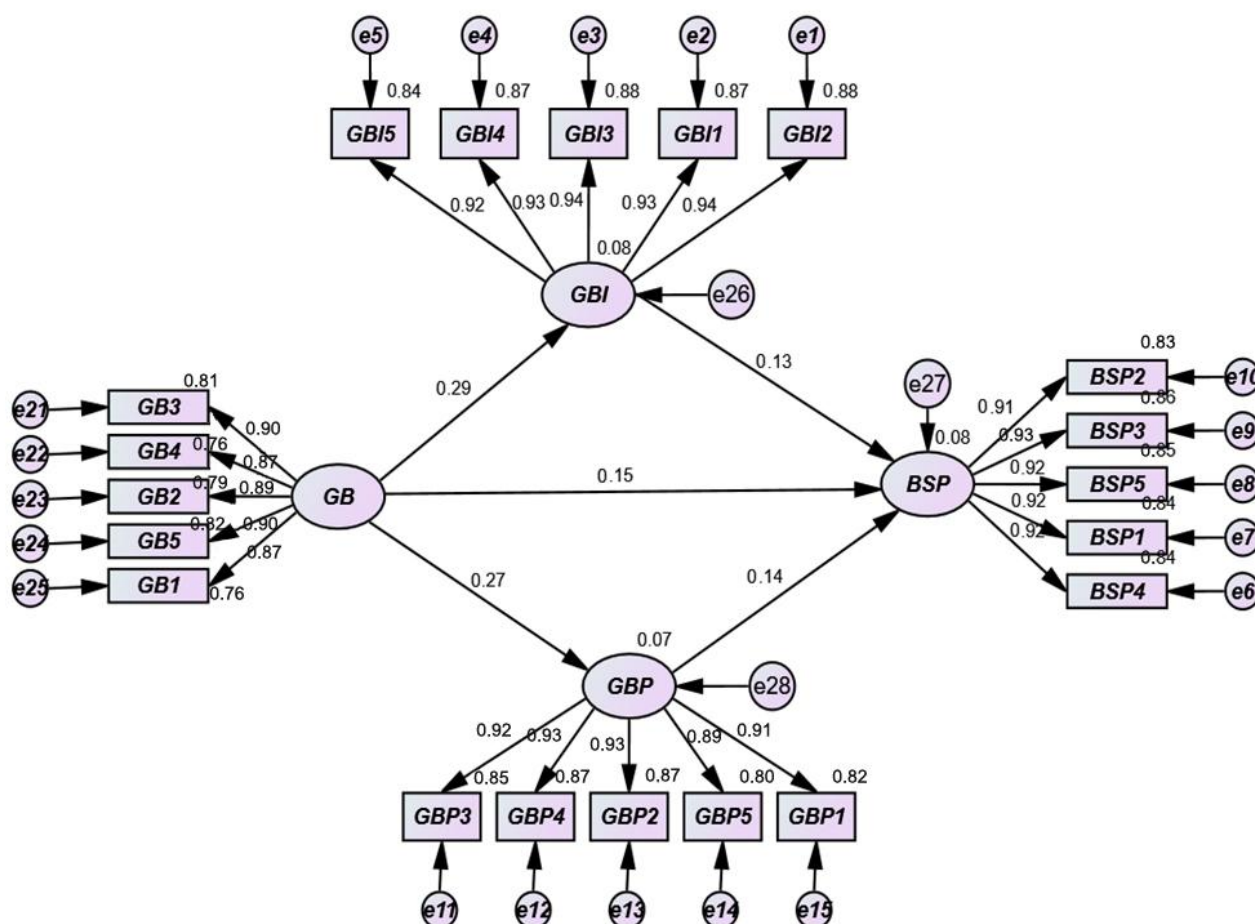 e5 e4 e3 e2 e1
0.84 0.87 0.88 0.87 0.88
GBI5 GBI4 GBI3 GBI1 GBI2
0.92 0.93 0.94 0.93 0.94
0.08
GBI e26
0.29 0.13
e21 GB3 0.81
0.90
e22 GB4 0.76
0.87
e23 GB2 0.79 0.89
e24 GB5 0.82 0.90
0.87
e25 GB1 0.76
GB
0.15
e27
0.08
BSP
0.83
0.91 BSP2 e10
0.86
0.93 BSP3 e9
0.85
0.92 BSP5 e8
0.84
0.92 BSP1 e7
0.84
0.92 BSP4 e6
0.27 0.14
0.07
GBP e28
0.92 0.93 0.93 0.89 0.91
0.85 0.87 0.87 0.80 0.82
GBP3 GBP4 GBP2 GBP5 GBP1
e11 e12 e13 e14 e15